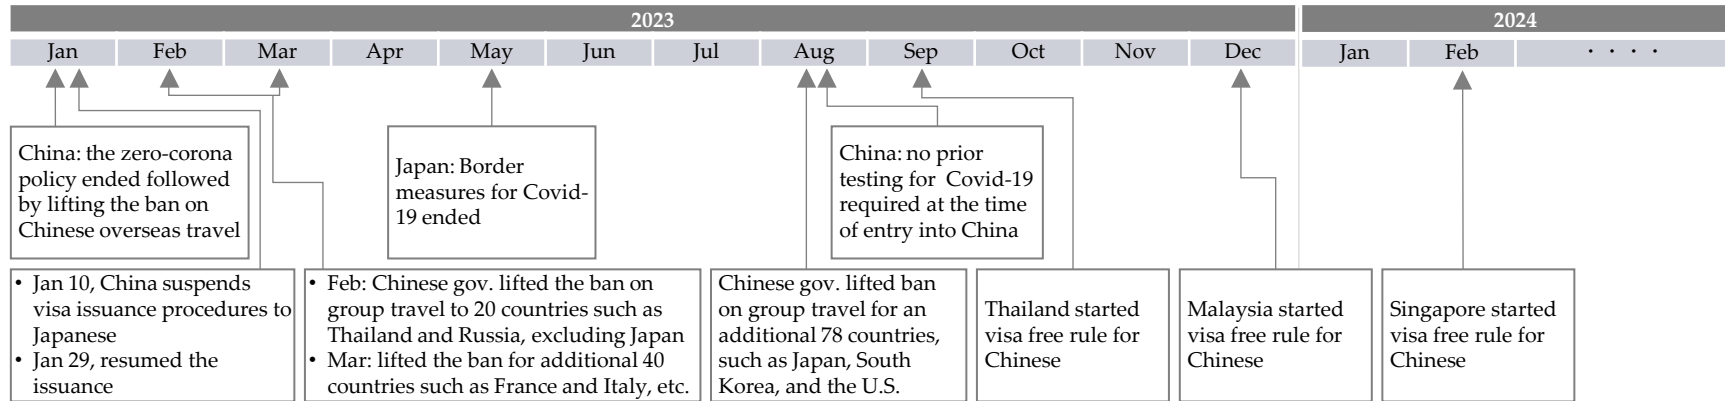 2023
2024
Jan
Feb
Mar
Apr
May
Jun
Jul
Aug
Sep
Oct
Nov
Dec
Jan
Feb
· · · ·
China: the zero-corona
policy ended followed
by lifting the ban on
Chinese overseas travel
Japan: Border
measures for Covid-
19 ended
China: no prior
testing for Covid-19
required at the time
of entry into China
• Jan 10, China suspends
visa issuance procedures to
Japanese
• Jan 29, resumed the
issuance
• Feb: Chinese gov. lifted the ban on
group travel to 20 countries such as
Thailand and Russia, excluding Japan
• Mar: lifted the ban for additional 40
countries such as France and Italy, etc.
Chinese gov. lifted ban
on group travel for an
additional 78 countries,
such as Japan, South
Korea, and the U.S.
Thailand started
visa free rule for
Chinese
Malaysia started
visa free rule for
Chinese
Singapore started
visa free rule for
Chinese